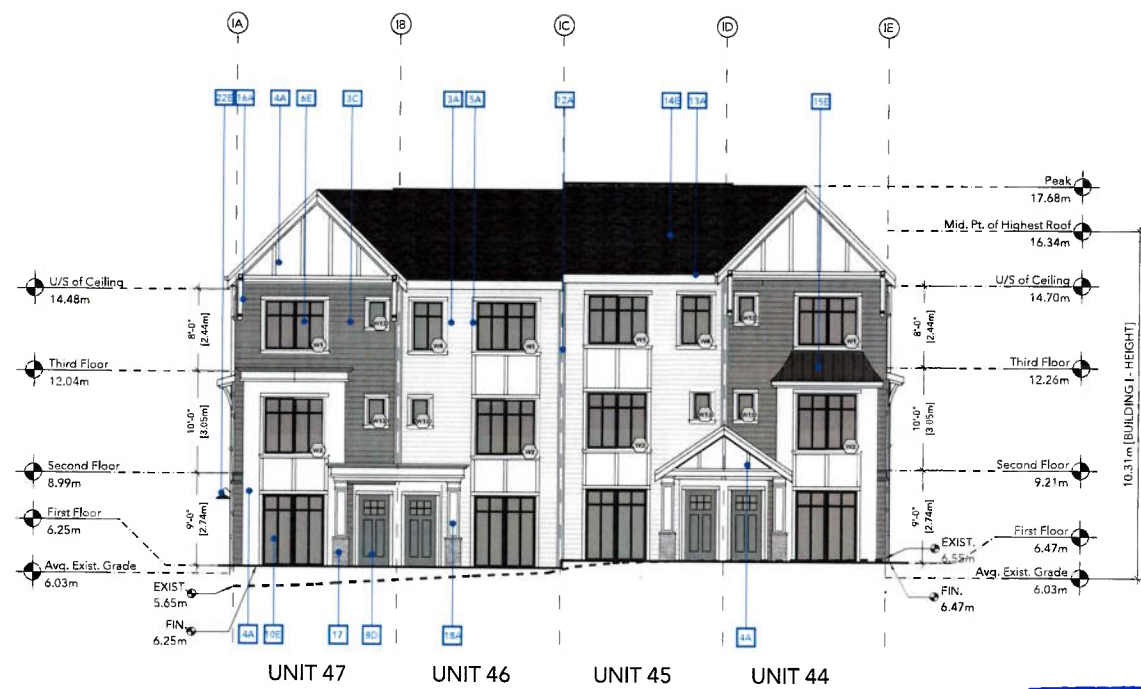 1A 1B 1C 1D 1E
22B 16A 4A 6E 3C 3A 5A 12A 14E 13A 15E
Peak
17.68m
Mid. Pt. of Highest Roof
16.34m
U/S of Ceiling
14.48m
U/S of Ceiling
14.70m
8'-0"
[2.44m]
8'-0"
[2.44m]
Third Floor
12.04m
Third Floor
12.26m
10'-0"
[3.05m]
10'-0"
[3.05m]
10.31m [BUILDING I - HEIGHT]
Second Floor
8.99m
Second Floor
9.21m
9'-0"
[2.74m]
9'-0"
[2.74m]
First Floor
6.25m
First Floor
6.47m
EXIST.
6.55m
Avg. Exist. Grade
6.03m
Avg. Exist. Grade
6.03m
EXIST.
5.65m
FIN.
6.47m
FIN.
6.25m
4A 10E 17 8D 18A 4A
UNIT 47 UNIT 46 UNIT 45 UNIT 44